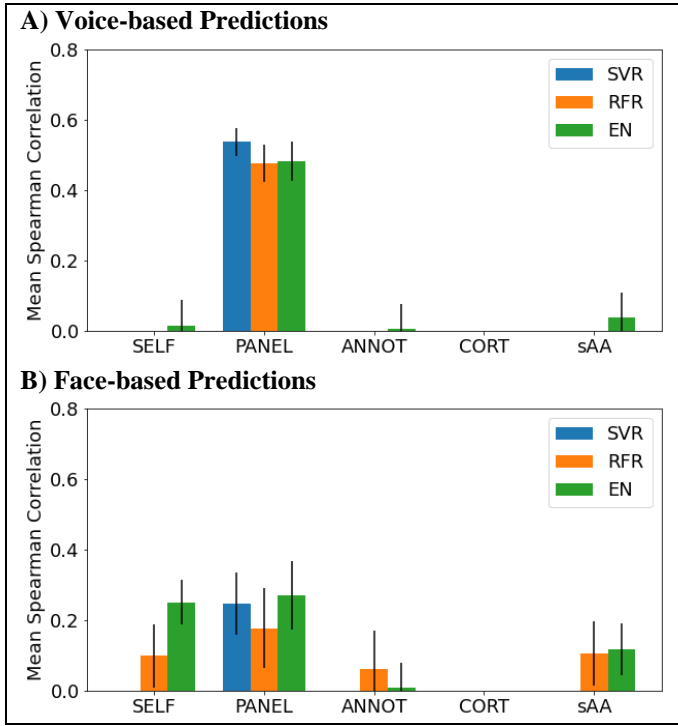 A) Voice-based Predictions
0.8
0.6
0.4
0.2
0.0
Mean Spearman Correlation
SVR
RFR
EN
SELF PANEL ANNOT CORT sAA
B) Face-based Predictions
0.8
0.6
0.4
0.2
0.0
Mean Spearman Correlation
SVR
RFR
EN
SELF PANEL ANNOT CORT sAA